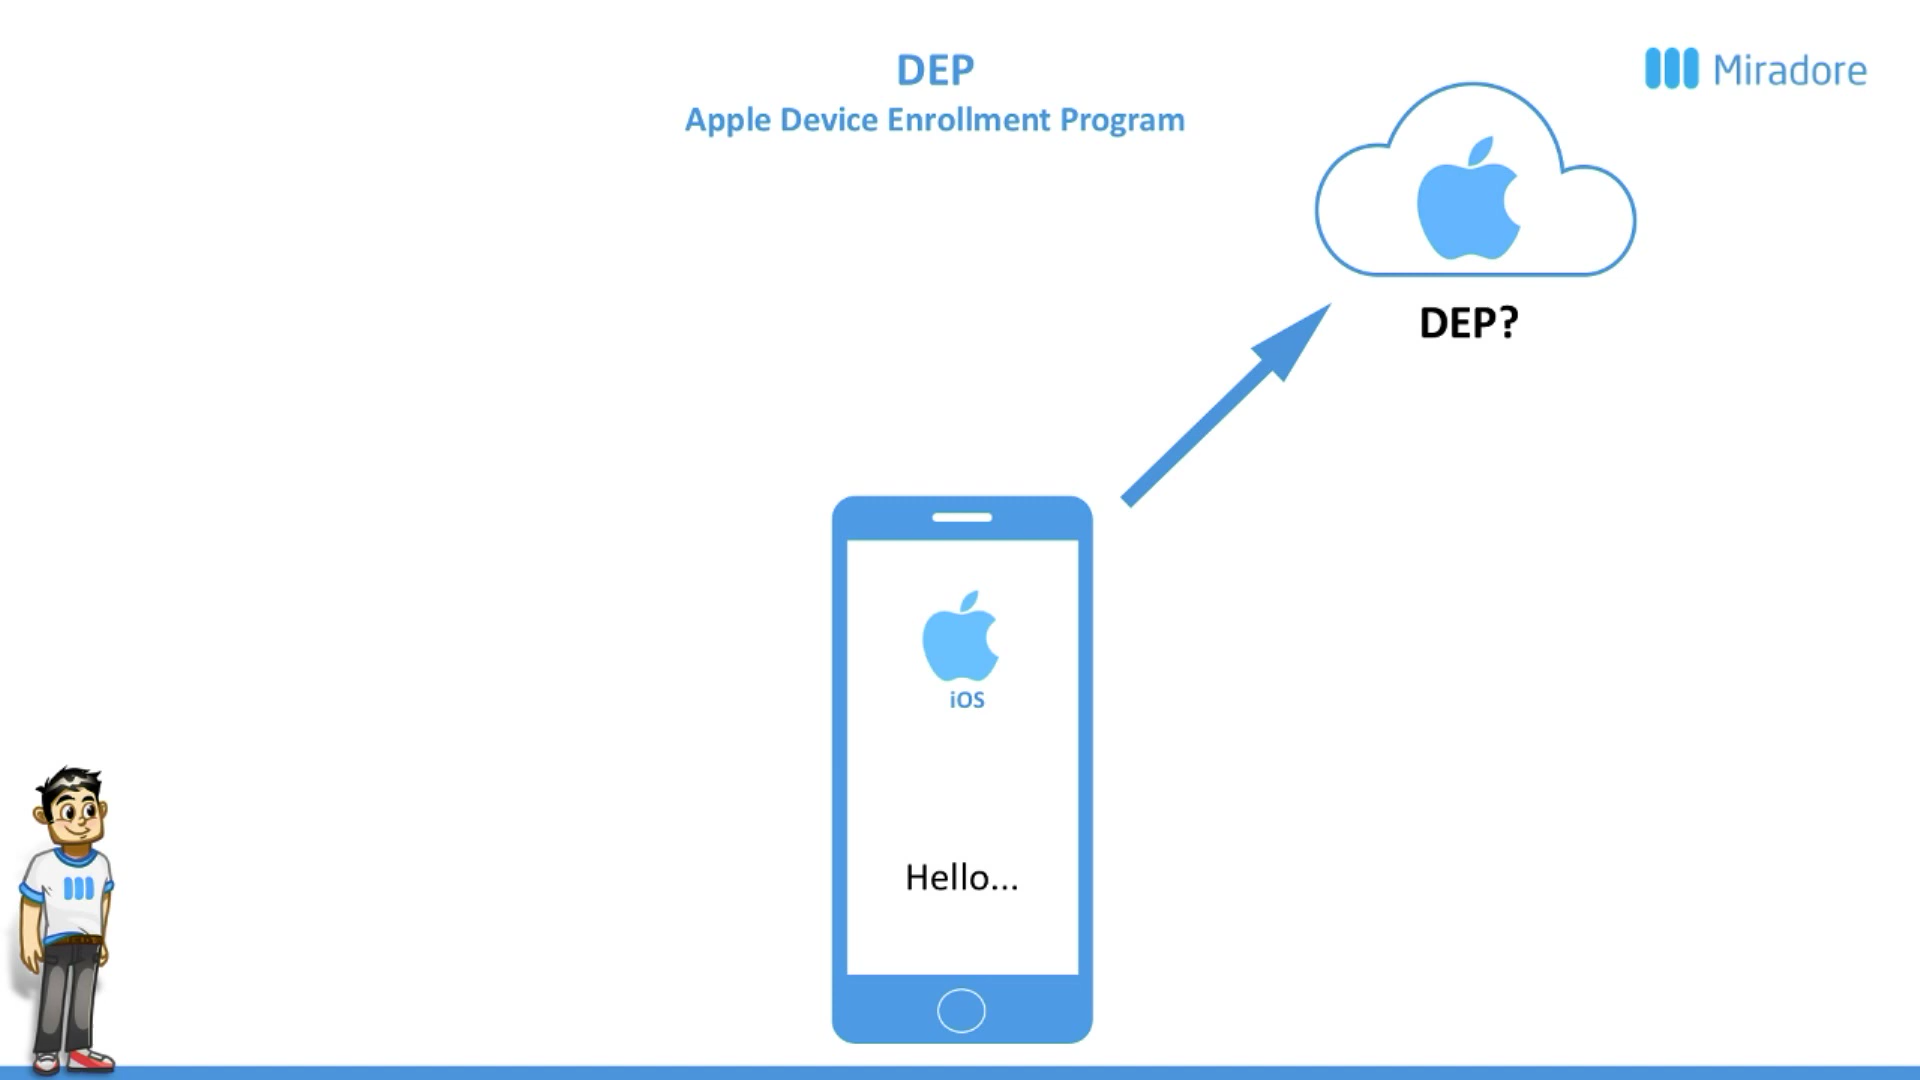 DEP
Apple Device Enrollment Program
Miradore
DEP?
iOS
Hello...